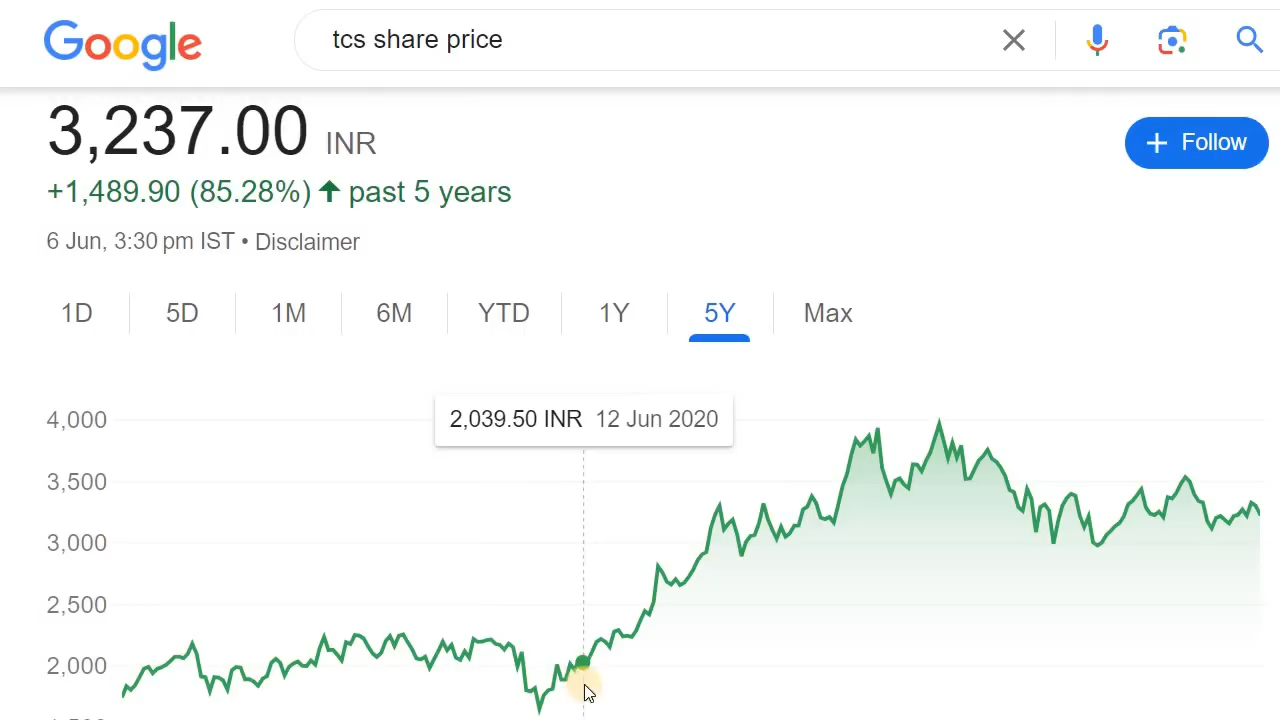 Google
tcs share price
3,237.00 INR
+ Follow
+1,489.90 (85.28%) ↑ past 5 years
6 Jun, 3:30 pm IST • Disclaimer
1D 5D 1M 6M YTD 1Y 5Y Max
2,039.50 INR 12 Jun 2020
4,000
3,500
3,000
2,500
2,000